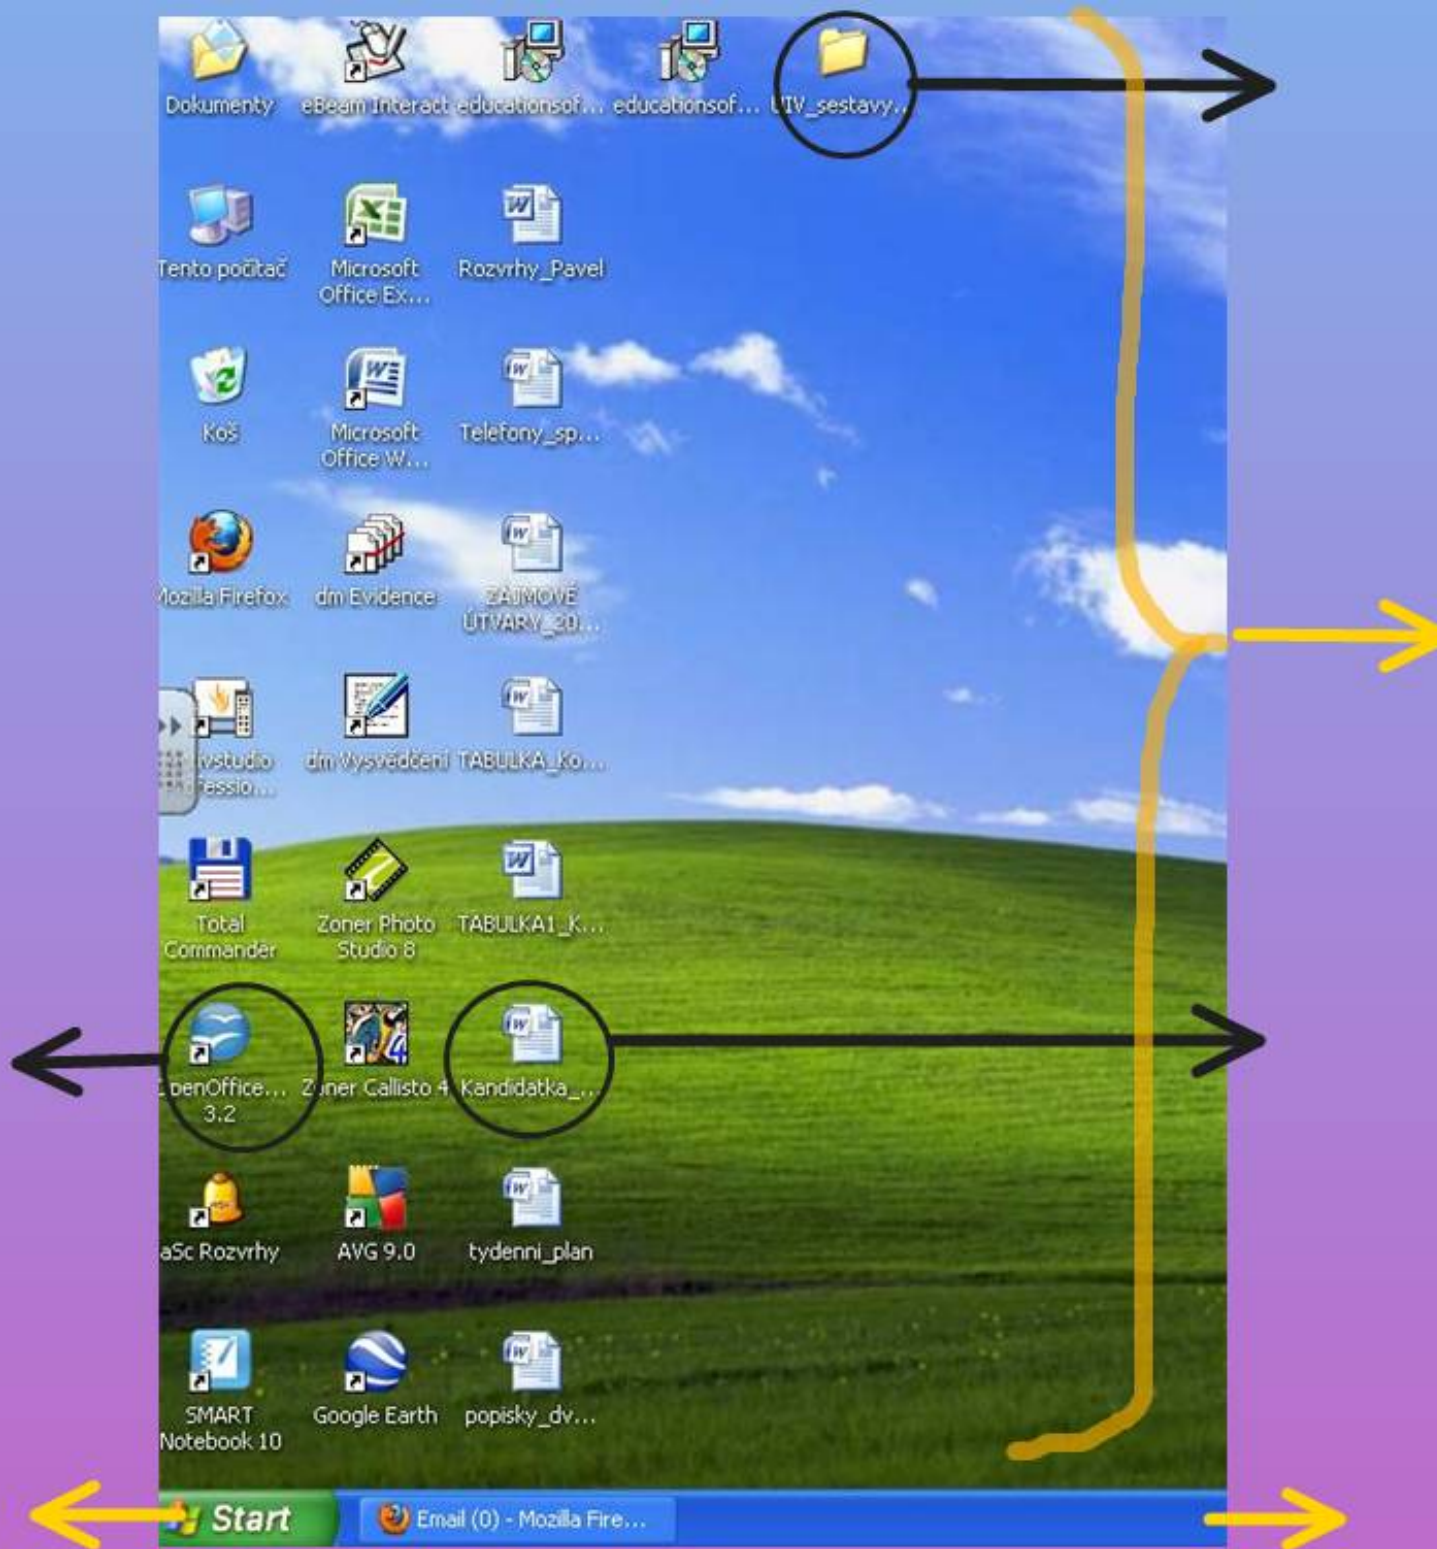 Dokumenty
eBeam Interact
educationsof...
educationsof...
UIV_sestavy...
Tento počítač
Microsoft
Office Ex...
Rozvrhy_Pavel
Koš
Microsoft
Office W...
Telefony_sp...
Mozilla Firefox
dm Evidence
ZÁJMOVÉ
ÚTVARY_20...
vstudio
fessio...
dm Vysvědčení
TABULKA_Ko...
Total
Commander
Zoner Photo
Studio 8
TABULKA1_K...
OpenOffice...
3.2
Zoner Callisto 4
Kandidatka_...
aSc Rozvrhy
AVG 9.0
tydenni_plan
SMART
Notebook 10
Google Earth
popisky_dv...
Start
Email (0) - Mozilla Fire...